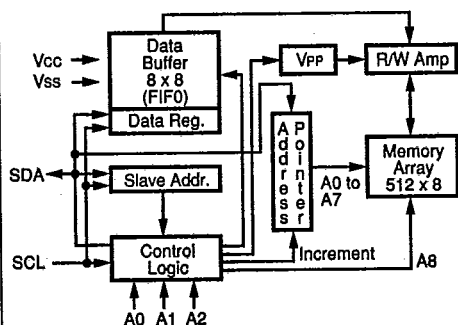 Vcc
Vss
Data
Buffer
8 x 8
(FIF0)
Data Reg.
VPP
R/W Amp
SDA
Slave Addr.
Address
Pointer
A0 to
A7
Memory
Array
512 x 8
SCL
Control
Logic
Increment
A8
A0 A1 A2